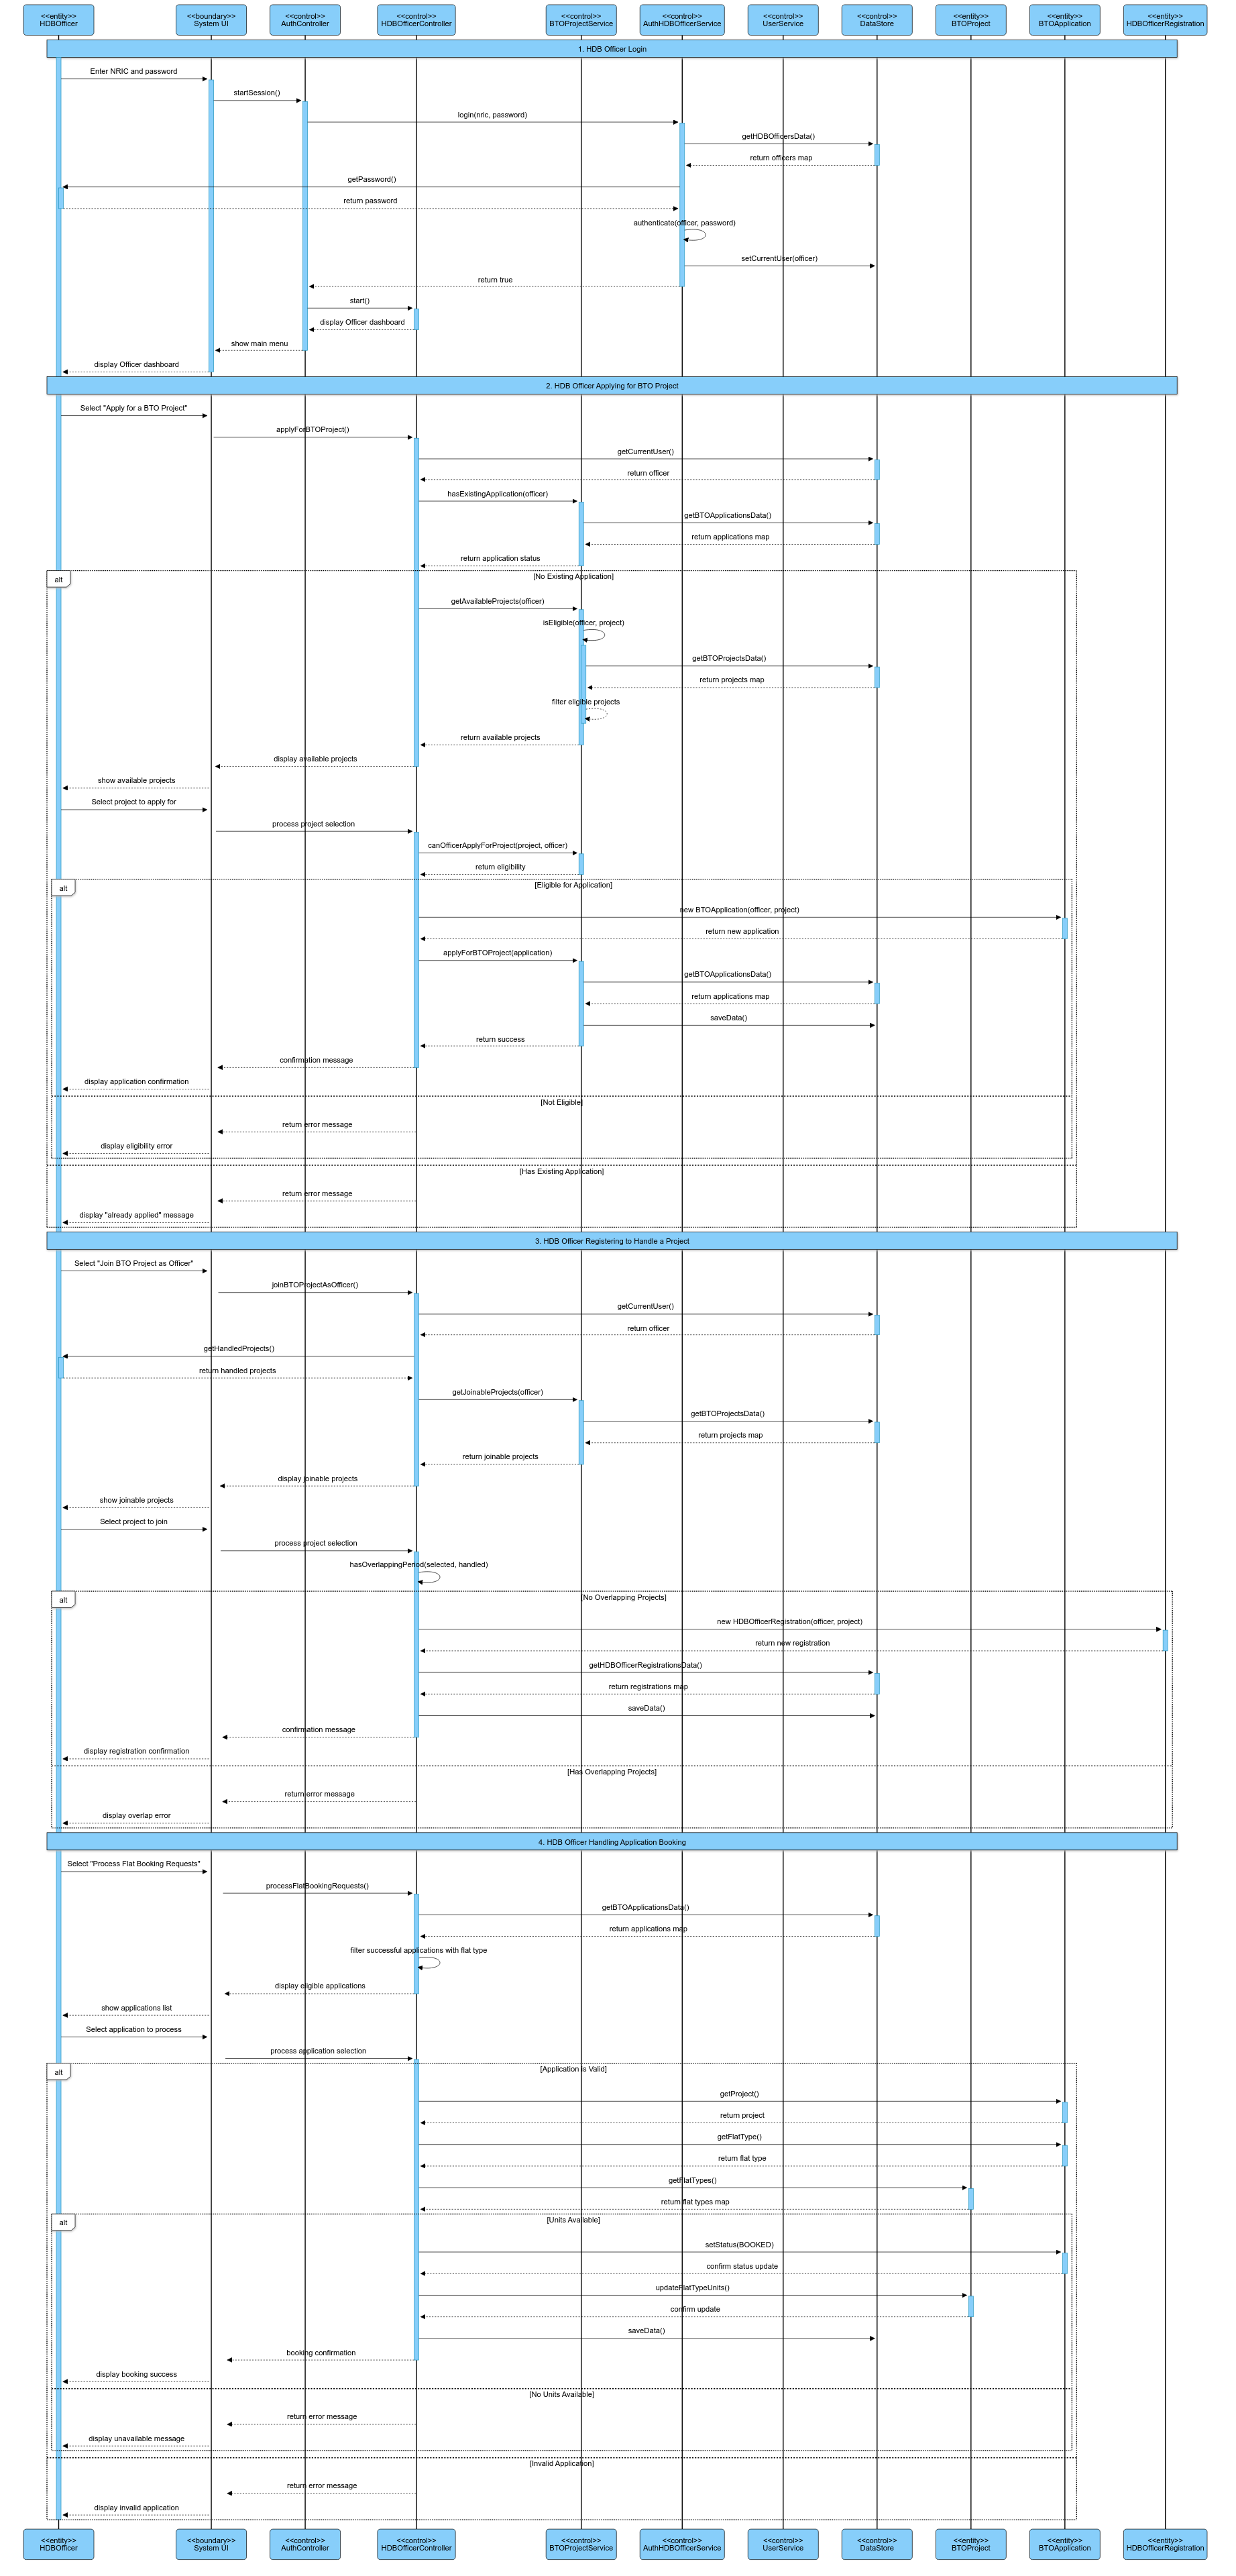 <<entity>>
HDBOfficer
<<boundary>>
System UI
<<control>>
AuthController
<<control>>
HDBOfficerController
<<control>>
BTOProjectService
<<control>>
AuthHDBOfficerService
<<control>>
UserService
<<control>>
DataStore
<<entity>>
BTOProject
<<entity>>
BTOApplication
<<entity>>
HDBOfficerRegistration
1. HDB Officer Login
Enter NRIC and password
startSession()
login(nric, password)
getHDBOfficersData()
return officers map
getPassword()
return password
authenticate(officer, password)
setCurrentUser(officer)
return true
start()
display Officer dashboard
show main menu
display Officer dashboard
2. HDB Officer Applying for BTO Project
Select "Apply for a BTO Project"
applyForBTOProject()
getCurrentUser()
return officer
hasExistingApplication(officer)
getBTOApplicationsData()
return applications map
return application status
alt
[No Existing Application]
getAvailableProjects(officer)
isEligible(officer, project)
getBTOProjectsData()
return projects map
filter eligible projects
return available projects
display available projects
show available projects
Select project to apply for
process project selection
canOfficerApplyForProject(project, officer)
return eligibility
alt
[Eligible for Application]
new BTOApplication(officer, project)
return new application
applyForBTOProject(application)
getBTOApplicationsData()
return applications map
saveData()
return success
confirmation message
display application confirmation
[Not Eligible]
return error message
display eligibility error
[Has Existing Application]
return error message
display "already applied" message
3. HDB Officer Registering to Handle a Project
Select "Join BTO Project as Officer"
joinBTOProjectAsOfficer()
getCurrentUser()
return officer
getHandledProjects()
return handled projects
getJoinableProjects(officer)
getBTOProjectsData()
return projects map
return joinable projects
display joinable projects
show joinable projects
Select project to join
process project selection
hasOverlappingPeriod(selected, handled)
alt
[No Overlapping Projects]
new HDBOfficerRegistration(officer, project)
return new registration
getHDBOfficerRegistrationsData()
return registrations map
saveData()
confirmation message
display registration confirmation
[Has Overlapping Projects]
return error message
display overlap error
4. HDB Officer Handling Application Booking
Select "Process Flat Booking Requests"
processFlatBookingRequests()
getBTOApplicationsData()
return applications map
filter successful applications with flat type
display eligible applications
show applications list
Select application to process
process application selection
alt
[Application is Valid]
getProject()
return project
getFlatType()
return flat type
getFlatTypes()
return flat types map
alt
[Units Available]
setStatus(BOOKED)
confirm status update
updateFlatTypeUnits()
confirm update
saveData()
booking confirmation
display booking success
[No Units Available]
return error message
display unavailable message
[Invalid Application]
return error message
display invalid application
<<entity>>
HDBOfficer
<<boundary>>
System UI
<<control>>
AuthController
<<control>>
HDBOfficerController
<<control>>
BTOProjectService
<<control>>
AuthHDBOfficerService
<<control>>
UserService
<<control>>
DataStore
<<entity>>
BTOProject
<<entity>>
BTOApplication
<<entity>>
HDBOfficerRegistration